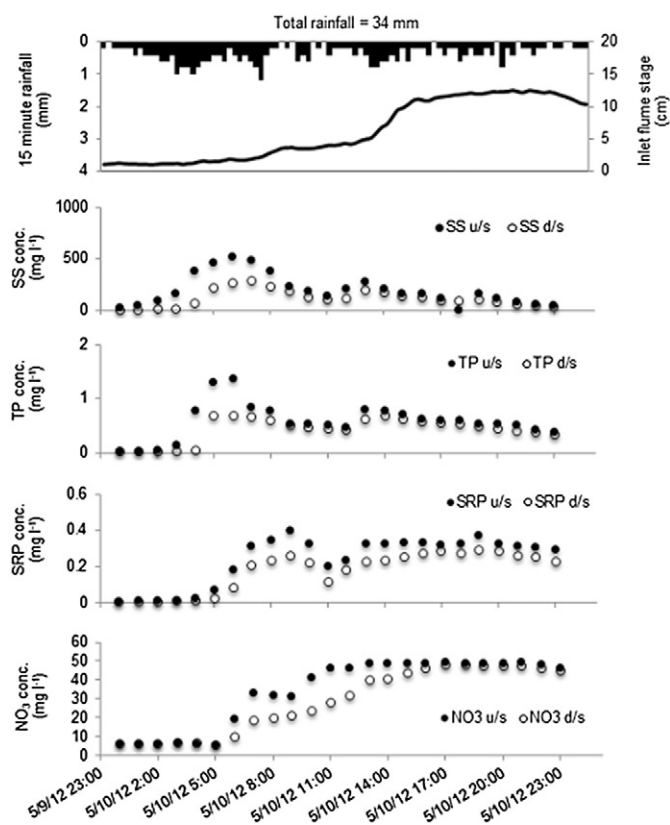 Total rainfall = 34 mm
0
1
2
3
4
15 minute rainfall
(mm)
20
15
10
5
0
Inlet flume stage
(cm)
1000
500
0
SS conc.
(mg l⁻¹)
SS u/s SS d/s
2
1
0
TP conc.
(mg l⁻¹)
TP u/s TP d/s
0.6
0.4
0.2
0
SRP conc.
(mg l⁻¹)
SRP u/s SRP d/s
60
50
40
30
20
10
0
NO₃ conc.
(mg l⁻¹)
NO3 u/s NO3 d/s
5/9/12 23:00
5/10/12 2:00
5/10/12 5:00
5/10/12 8:00
5/10/12 11:00
5/10/12 14:00
5/10/12 17:00
5/10/12 20:00
5/10/12 23:00